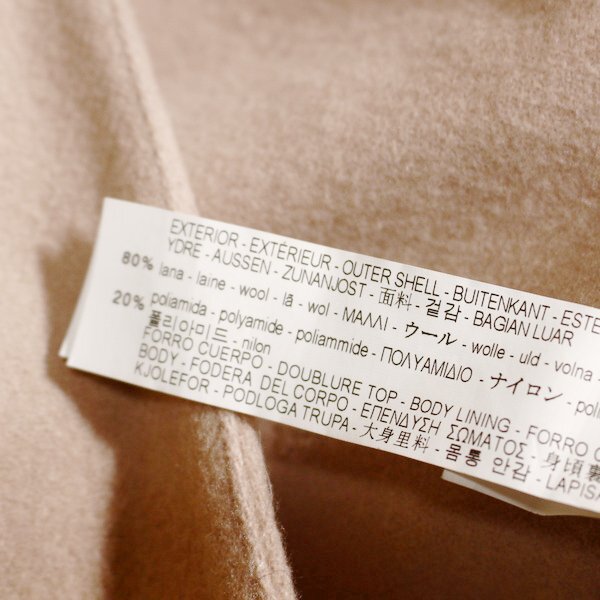 EXTERIOR - EXTÉRIEUR - OUTER SHELL - BUITENKANT - ESTE
YDRE - AUSSEN - ZUNANJOST - 面料 - 겉감 - BAGIAN LUAR
80% lana - laine - wool - lã - wol - ΜΑΛΛΙ - ウール - wolle - uld - volna -
20% poliamida - polyamide - poliammide - ΠΟΛΥΑΜΙΔΙΟ - ナイロン - poli
폴리아미드 - nilon
FORRO CUERPO - DOUBLURE TOP - BODY LINING - FORRO C
BODY - FODERA DEL CORPO - ΕΠΕΝΔΥΣΗ ΣΩΜΑΤΟΣ - 身頃裏
KJOLEFOR - PODLOGA TRUPA - 大身里料 - 몸통 안감 - LAPISA